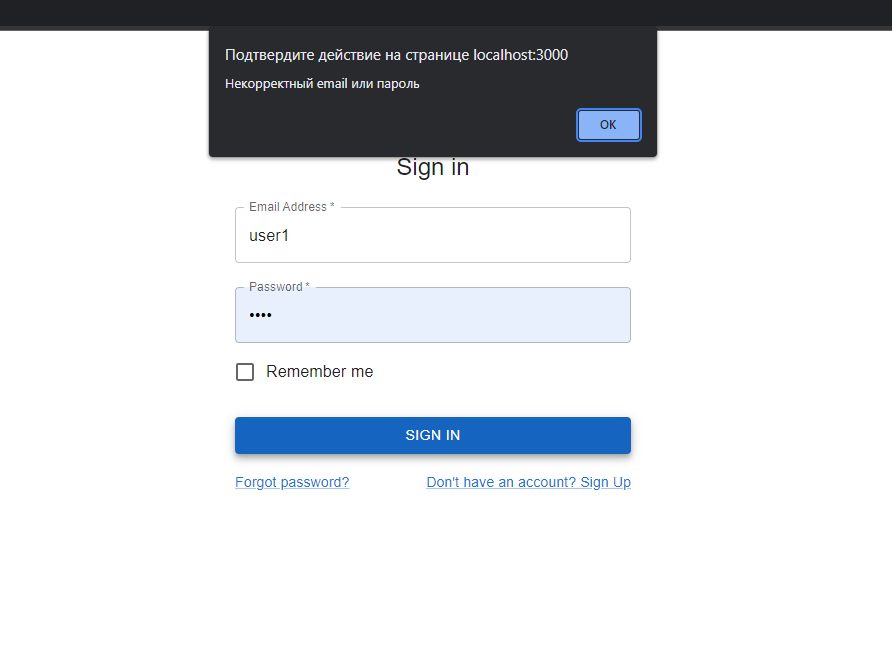 Подтвердите действие на странице localhost:3000
Некорректный email или пароль
OK
Sign in
Email Address *
user1
Password *
••••
Remember me
SIGN IN
Forgot password?
Don't have an account? Sign Up